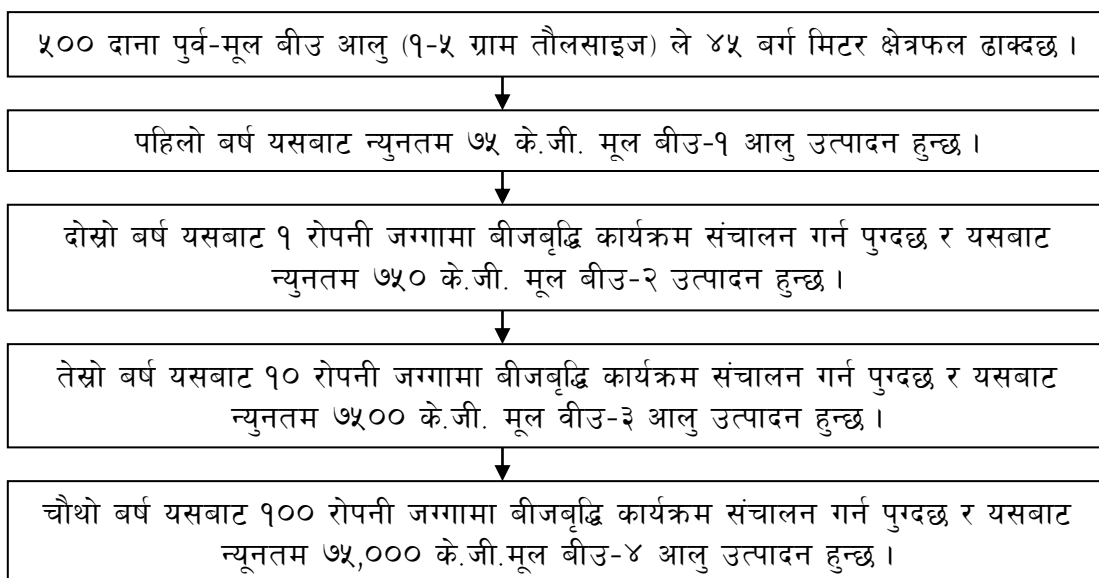 ५०० दाना पुर्व-मूल बीउ आलु (१-५ ग्राम तौलसाइज) ले ४५ बर्ग मिटर क्षेत्रफल ढाक्दछ ।
पहिलो बर्ष यसबाट न्युनतम ७५ के.जी. मूल बीउ-१ आलु उत्पादन हुन्छ ।
दोस्रो बर्ष यसबाट १ रोपनी जग्गामा बीजबृद्धि कार्यक्रम संचालन गर्न पुग्दछ र यसबाट
न्युनतम ७५० के.जी. मूल बीउ-२ उत्पादन हुन्छ ।
तेस्रो बर्ष यसबाट १० रोपनी जग्गामा बीजबृद्धि कार्यक्रम संचालन गर्न पुग्दछ र यसबाट
न्युनतम ७५०० के.जी. मूल वीउ-३ आलु उत्पादन हुन्छ ।
चौथो बर्ष यसबाट १०० रोपनी जग्गामा बीजबृद्धि कार्यक्रम संचालन गर्न पुग्दछ र यसबाट
न्यूनतम ७५,००० के.जी.मूल बीउ-४ आलु उत्पादन हुन्छ ।